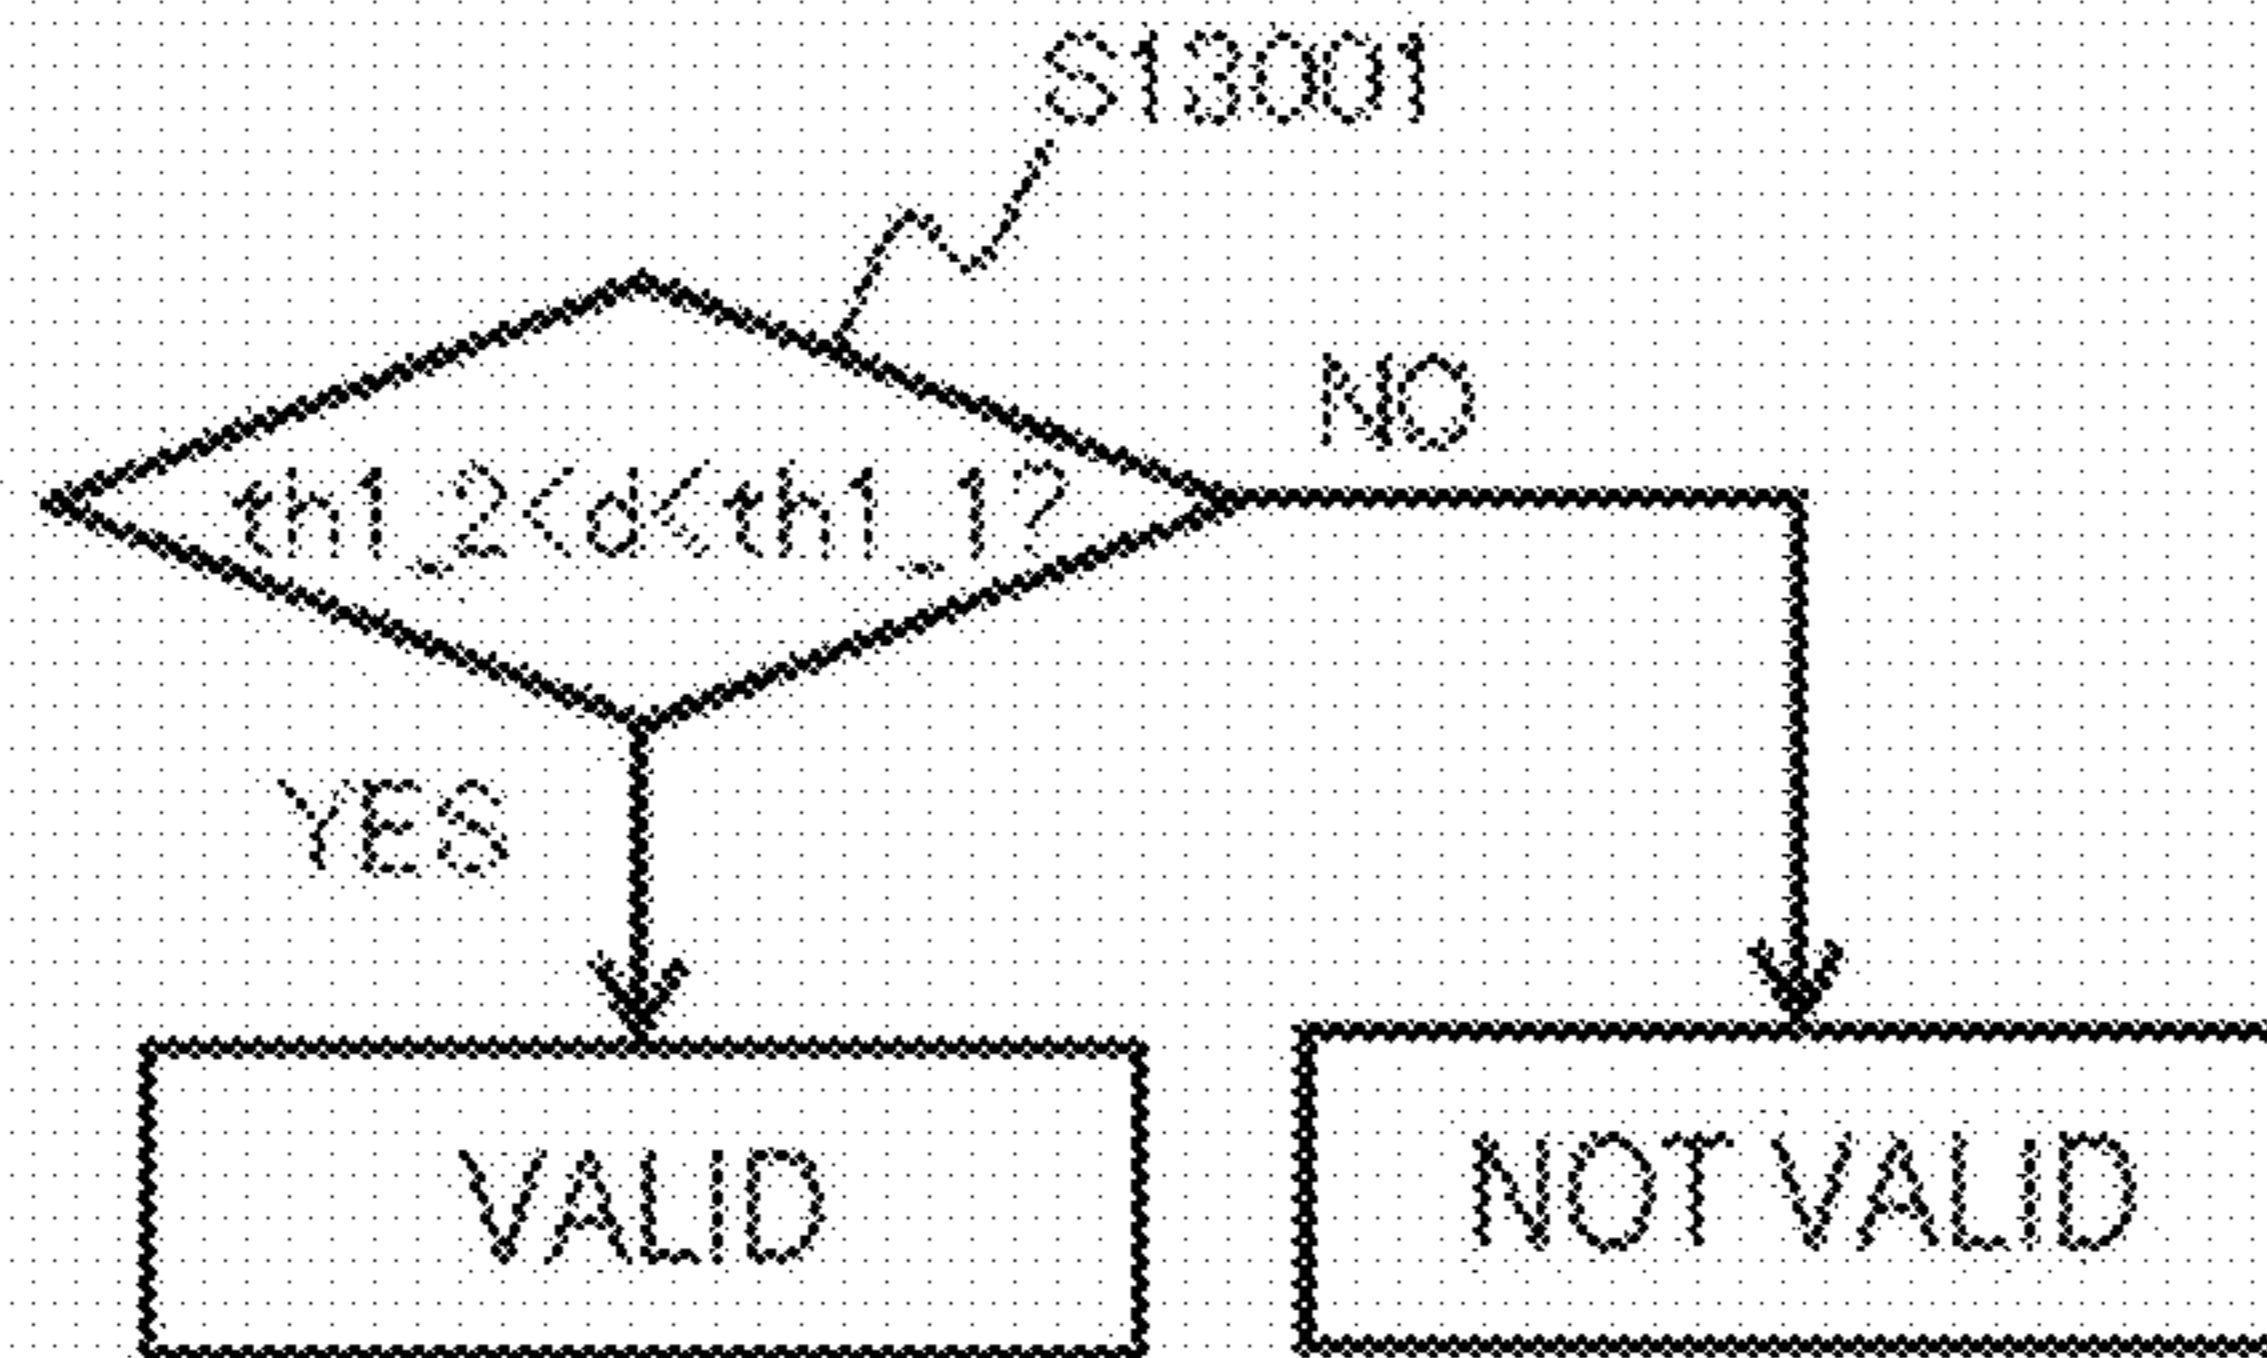 S13001
NO
th1_2<d≤th1_1?
YES
VALID
NOT VALID